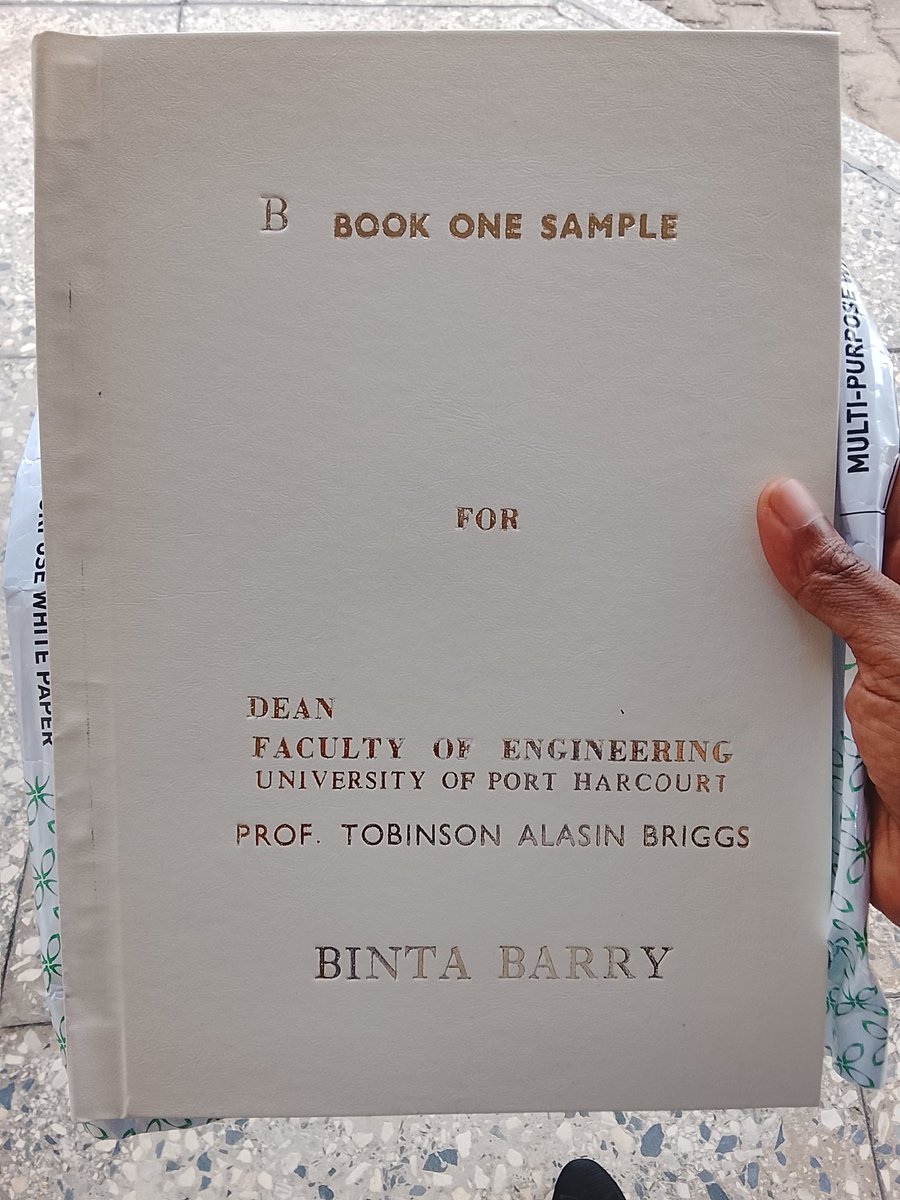 B BOOK ONE SAMPLE
FOR
DEAN
FACULTY OF ENGINEERING
UNIVERSITY OF PORT HARCOURT
PROF. TOBINSON ALASIN BRIGGS
BINTA BARRY
MULTI-PURPOSE
WHITE PAPER